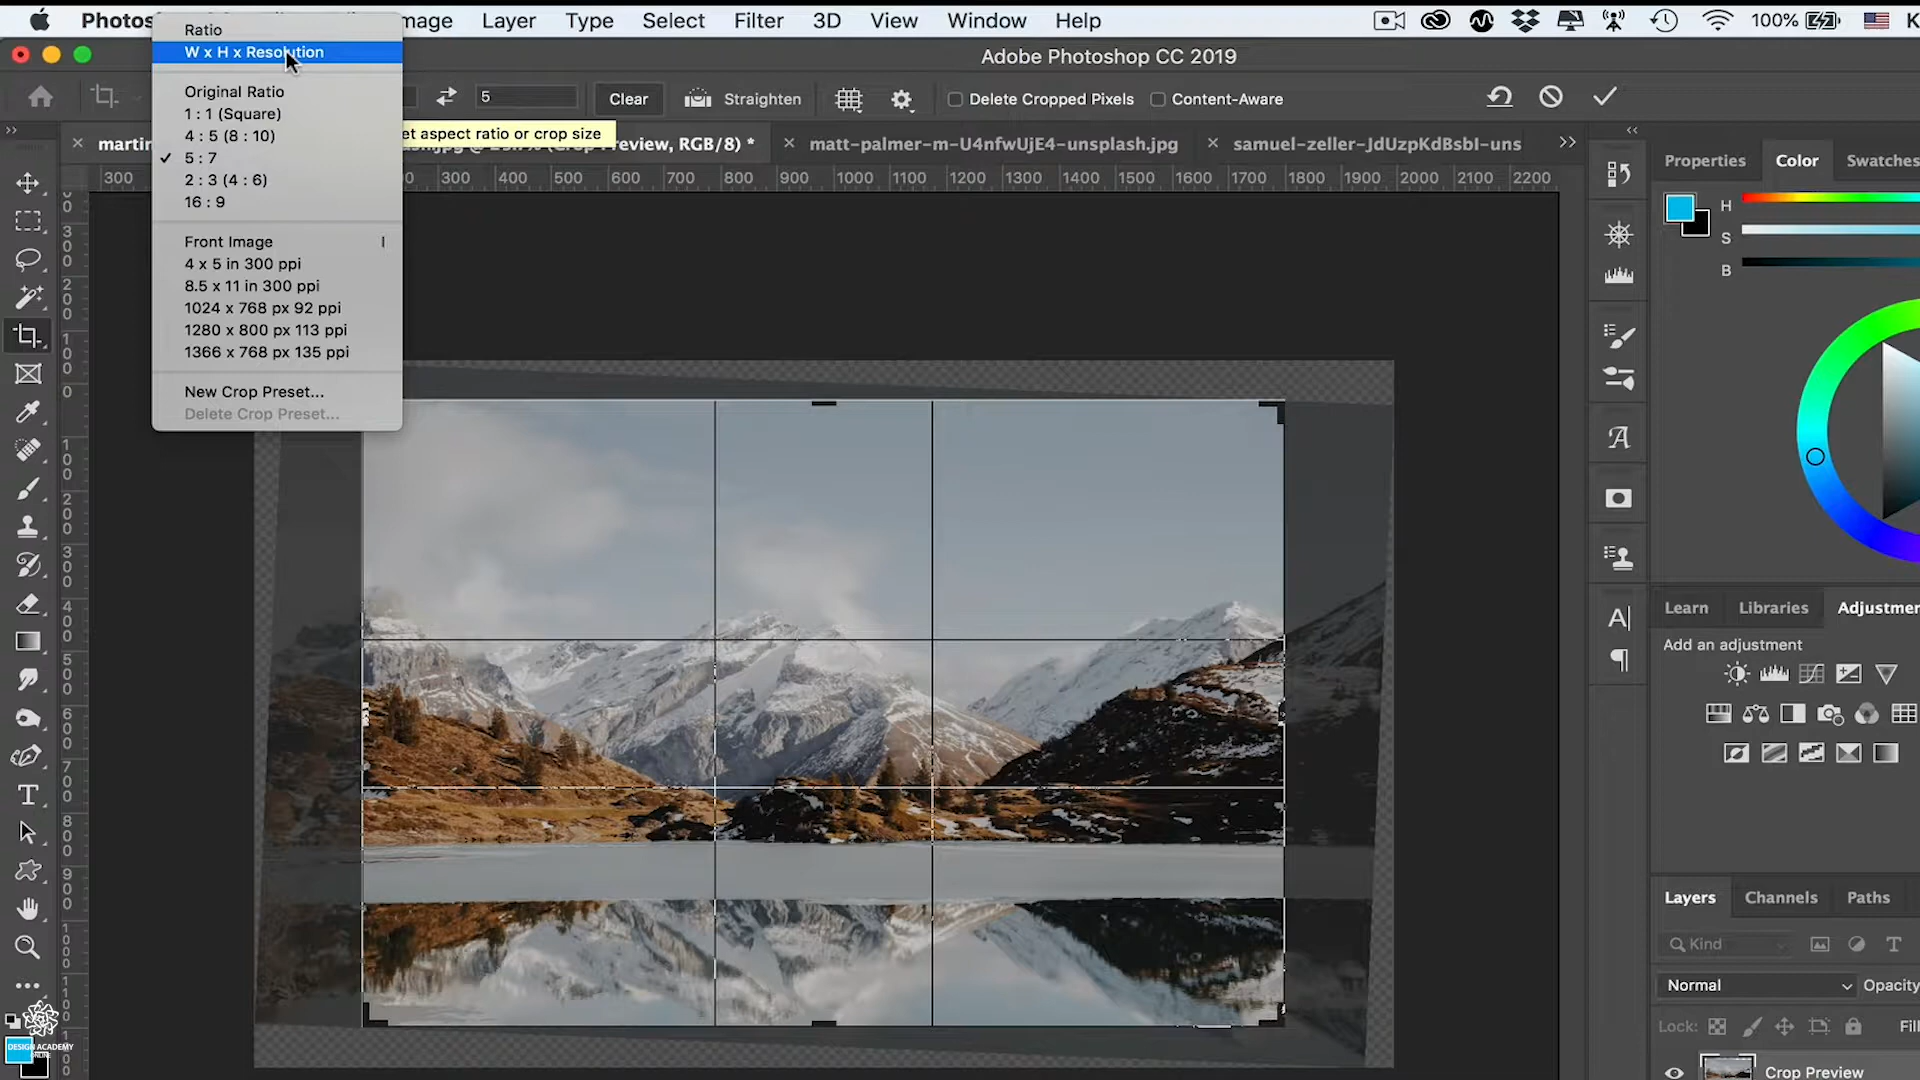 Photos mage Layer Type Select Filter 3D View Window Help 100%
Adobe Photoshop CC 2019
Ratio
W x H x Resolution
Original Ratio
1 : 1 (Square)
4 : 5 (8 : 10)
5 : 7
2 : 3 (4 : 6)
16 : 9
Front Image I
4 x 5 in 300 ppi
8.5 x 11 in 300 ppi
1024 x 768 px 92 ppi
1280 x 800 px 113 ppi
1366 x 768 px 135 ppi
New Crop Preset...
Delete Crop Preset...
5 Clear Straighten Delete Cropped Pixels Content-Aware
et aspect ratio or crop size
martin review, RGB/8) * matt-palmer-m-U4nfwUjE4-unsplash.jpg samuel-zeller-JdUzpKdBsbI-uns
300 300 400 500 600 700 800 900 1000 1100 1200 1300 1400 1500 1600 1700 1800 1900 2000 2100 2200
Properties Color Swatches
H
S
B
Learn Libraries Adjustmen
Add an adjustment
Layers Channels Paths
Kind
Normal Opacity
Lock: Fill
Crop Preview
DESIGN ACADEMY
ONLINE